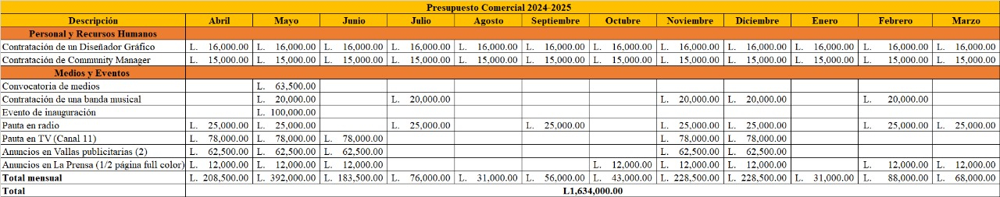 Presupuesto Comercial 2024-2025
Descripción Abril Mayo Junio Julio Agosto Septiembre Octubre Noviembre Diciembre Enero Febrero Marzo
Personal y Recursos Humanos
Contratación de un Diseñador Gráfico L. 16,000.00 L. 16,000.00 L. 16,000.00 L. 16,000.00 L. 16,000.00 L. 16,000.00 L. 16,000.00 L. 16,000.00 L. 16,000.00 L. 16,000.00 L. 16,000.00 L. 16,000.00
Contratación de Community Manager L. 15,000.00 L. 15,000.00 L. 15,000.00 L. 15,000.00 L. 15,000.00 L. 15,000.00 L. 15,000.00 L. 15,000.00 L. 15,000.00 L. 15,000.00 L. 15,000.00 L. 15,000.00
Medios y Eventos
Convocatoria de medios L. 63,500.00
Contratación de una banda musical L. 20,000.00 L. 20,000.00 L. 20,000.00 L. 20,000.00 L. 20,000.00
Evento de inauguración L. 100,000.00
Pauta en radio L. 25,000.00 L. 25,000.00 L. 25,000.00 L. 25,000.00 L. 25,000.00 L. 25,000.00 L. 25,000.00 L. 25,000.00
Pauta en TV (Canal 11) L. 78,000.00 L. 78,000.00 L. 78,000.00 L. 78,000.00 L. 78,000.00
Anuncios en Vallas publicitarias (2) L. 62,500.00 L. 62,500.00 L. 62,500.00 L. 62,500.00 L. 62,500.00
Anuncios en La Prensa (1/2 página full color) L. 12,000.00 L. 12,000.00 L. 12,000.00 L. 12,000.00 L. 12,000.00 L. 12,000.00 L. 12,000.00 L. 12,000.00
Total mensual L. 208,500.00 L. 392,000.00 L. 183,500.00 L. 76,000.00 L. 31,000.00 L. 56,000.00 L. 43,000.00 L. 228,500.00 L. 228,500.00 L. 31,000.00 L. 88,000.00 L. 68,000.00
Total L1,634,000.00